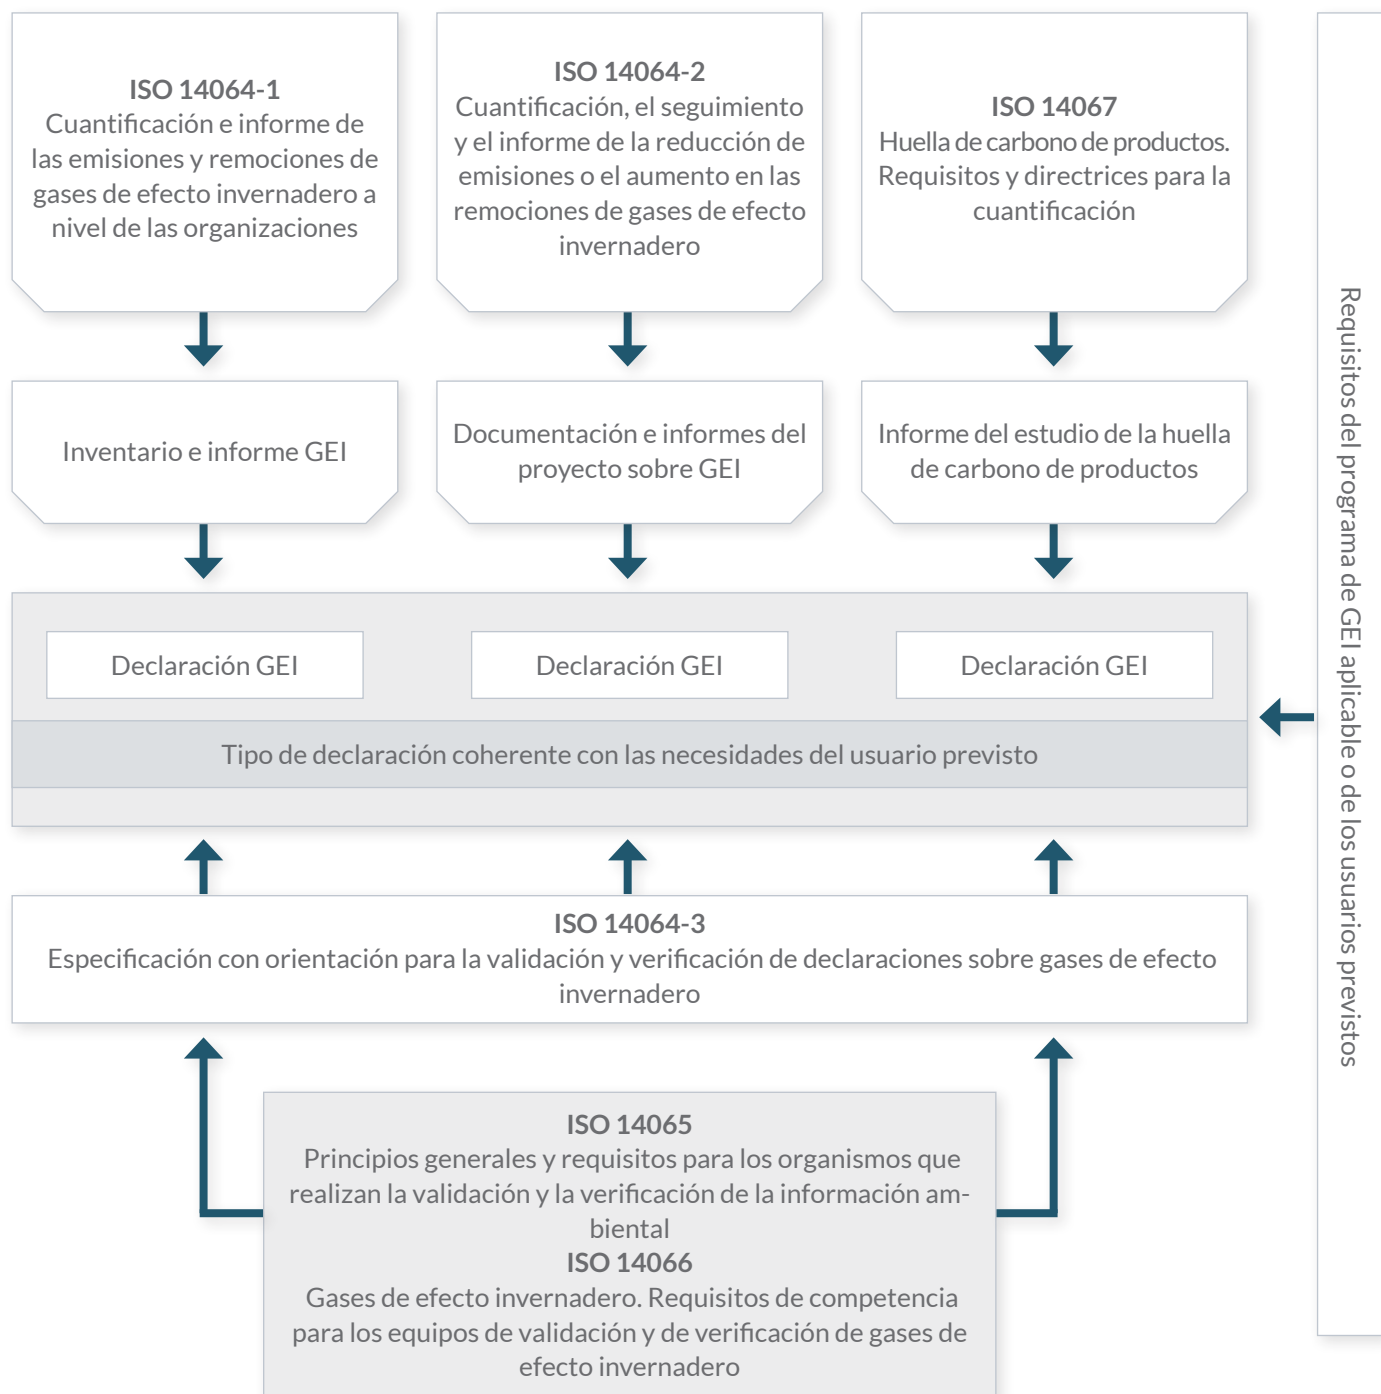 ISO 14064-1
Cuantificación e informe de
las emisiones y remociones de
gases de efecto invernadero a
nivel de las organizaciones
ISO 14064-2
Cuantificación, el seguimiento
y el informe de la reducción de
emisiones o el aumento en las
remociones de gases de efecto
invernadero
ISO 14067
Huella de carbono de productos.
Requisitos y directrices para la
cuantificación
Inventario e informe GEI
Documentación e informes del
proyecto sobre GEI
Informe del estudio de la huella
de carbono de productos
Declaración GEI
Declaración GEI
Declaración GEI
Tipo de declaración coherente con las necesidades del usuario previsto
ISO 14064-3
Especificación con orientación para la validación y verificación de declaraciones sobre gases de efecto
invernadero
ISO 14065
Principios generales y requisitos para los organismos que
realizan la validación y la verificación de la información am-
biental
ISO 14066
Gases de efecto invernadero. Requisitos de competencia
para los equipos de validación y de verificación de gases de
efecto invernadero
Requisitos del programa de GEI aplicable o de los usuarios previstos